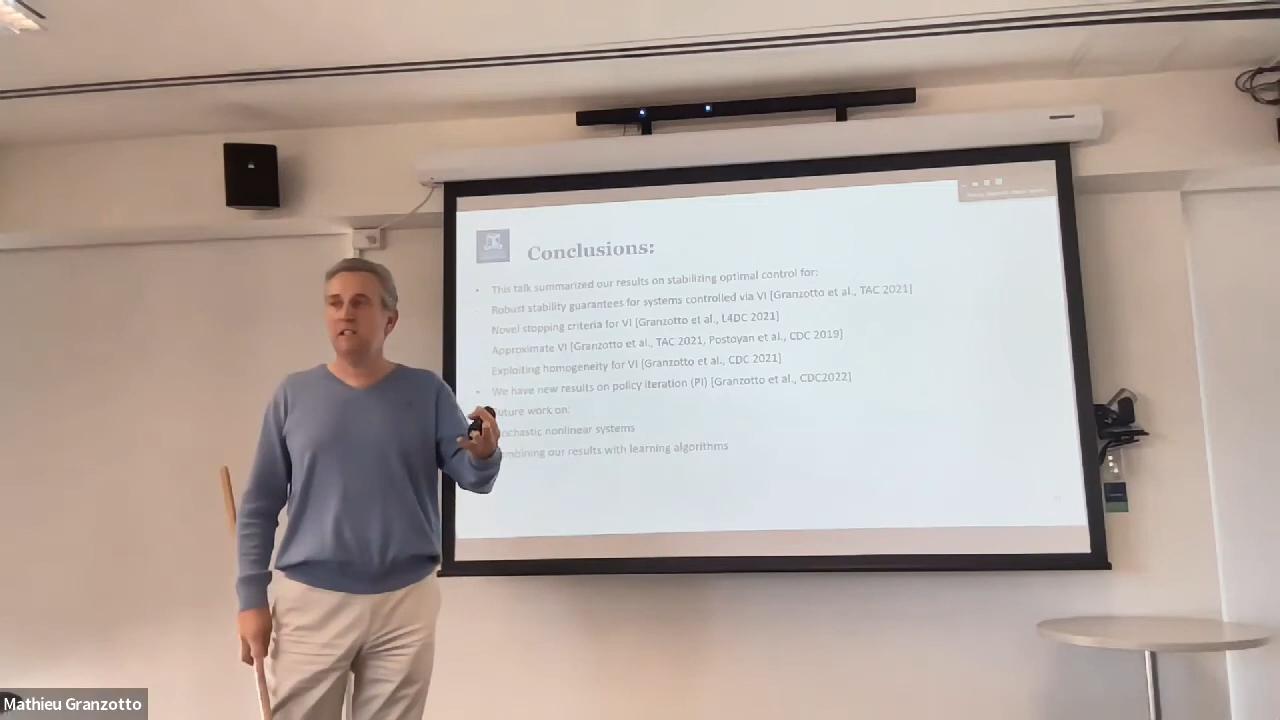 Conclusions:
• This talk summarized our results on stabilizing optimal control for:
Robust stability guarantees for systems controlled via VI [Granzotto et al., TAC 2021]
Novel stopping criteria for VI [Granzotto et al., L4DC 2021]
Approximate VI [Granzotto et al., TAC 2021, Postoyan et al., CDC 2019]
Exploiting homogeneity for VI [Granzotto et al., CDC 2021]
• We have new results on policy iteration (PI) [Granzotto et al., CDC2022]
uture work on:
ochastic nonlinear systems
mbining our results with learning algorithms
Mathieu Granzotto